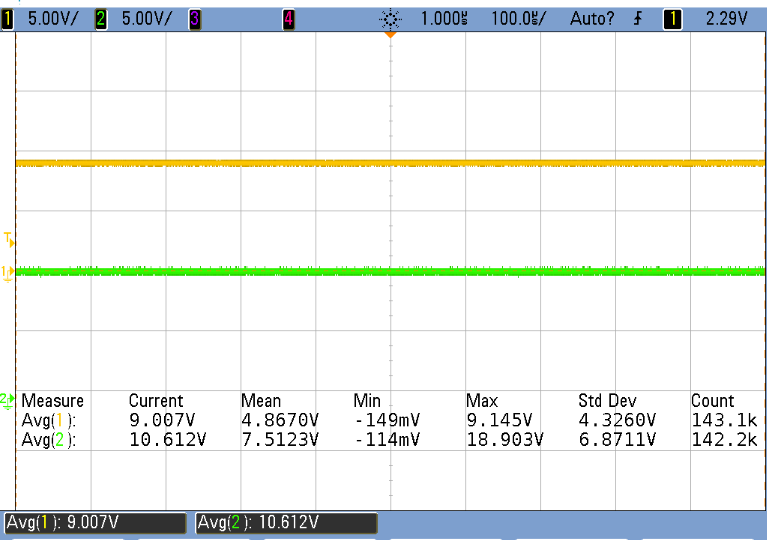 1 5.00V/ 2 5.00V/ 3 4 1.000s 100.0s/ Auto? 1 2.29V
T
1
2
Measure Current Mean Min Max Std Dev Count
Avg(1): 9.007V 4.8670V -149mV 9.145V 4.3260V 143.1k
Avg(2): 10.612V 7.5123V -114mV 18.903V 6.8711V 142.2k
Avg(1): 9.007V Avg(2): 10.612V